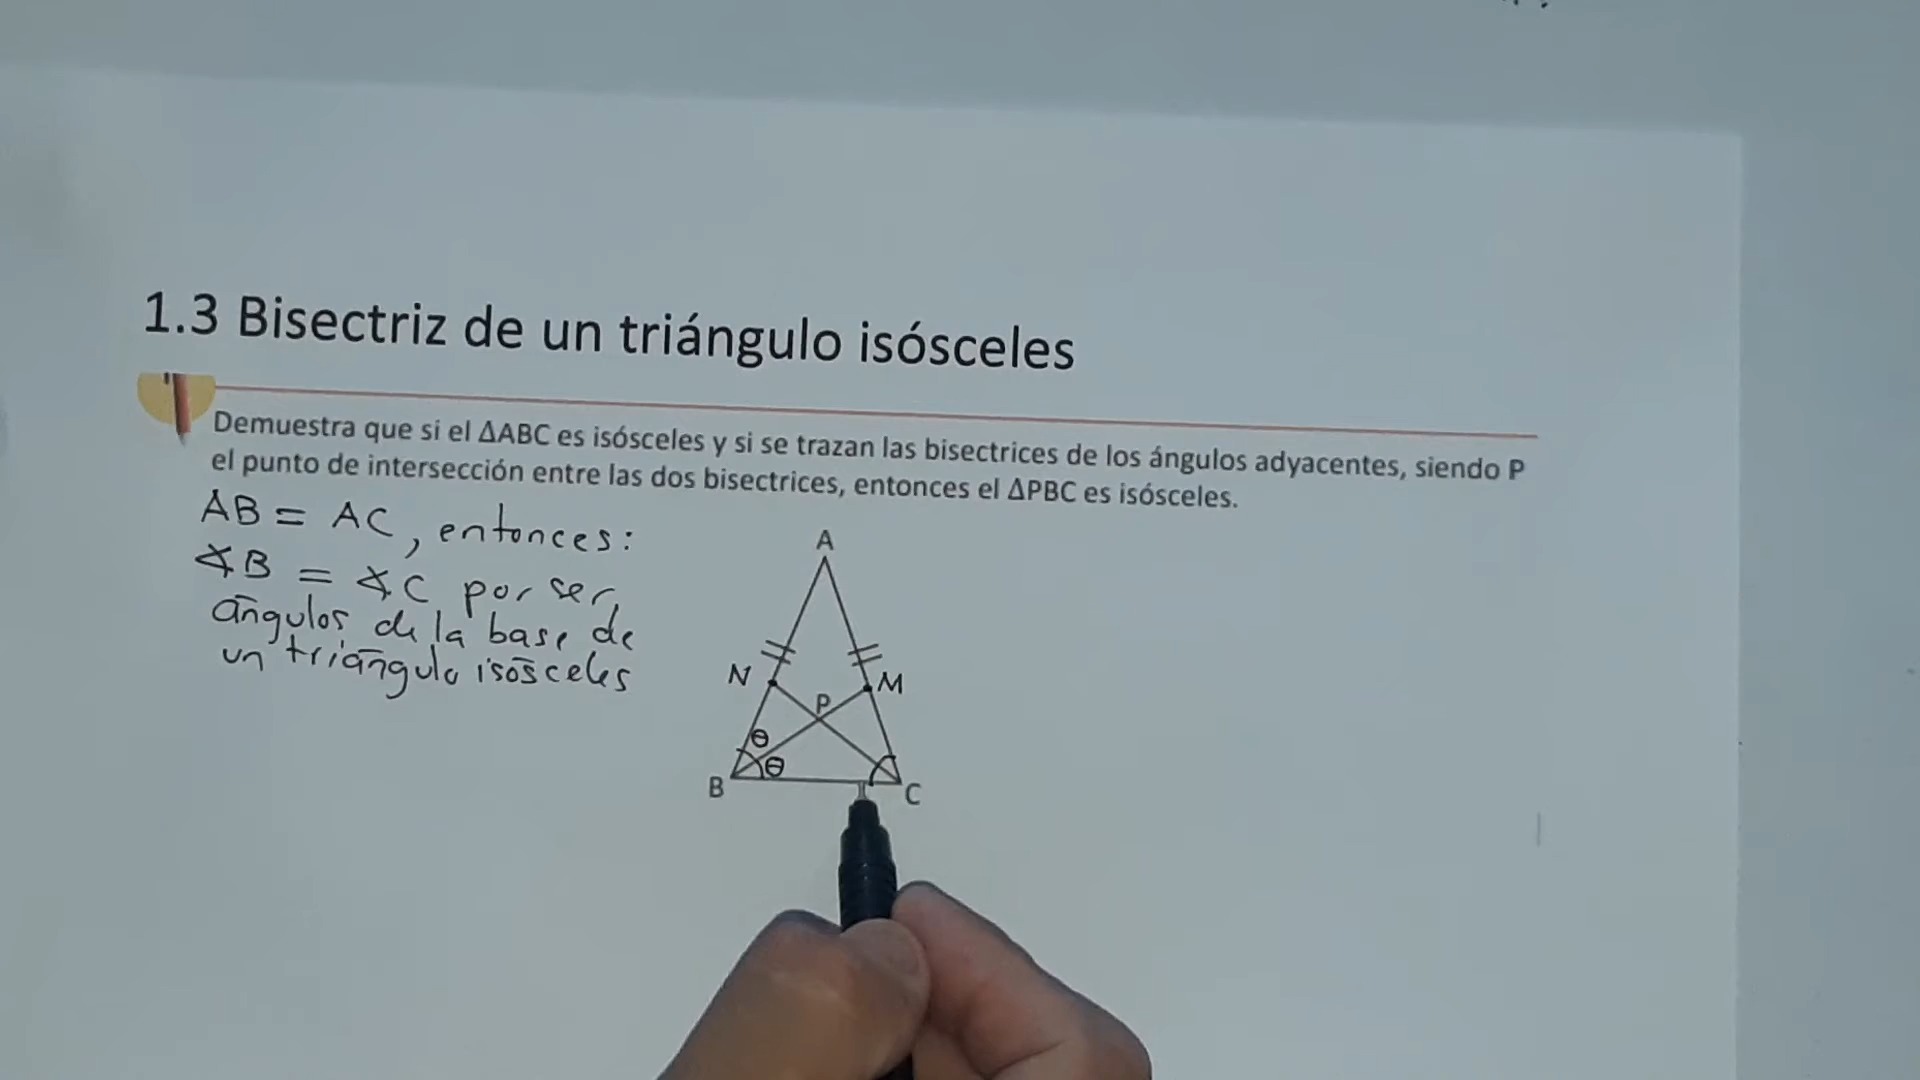 1.3 Bisectriz de un triángulo isósceles
Demuestra que si el ΔABC es isósceles y si se trazan las bisectrices de los ángulos adyacentes, siendo P
el punto de intersección entre las dos bisectrices, entonces el ΔPBC es isósceles.
AB = AC, entonces:
∢B = ∢C por ser
ángulos de la base de
un triángulo isósceles
A
N
M
P
θ
θ
B
C